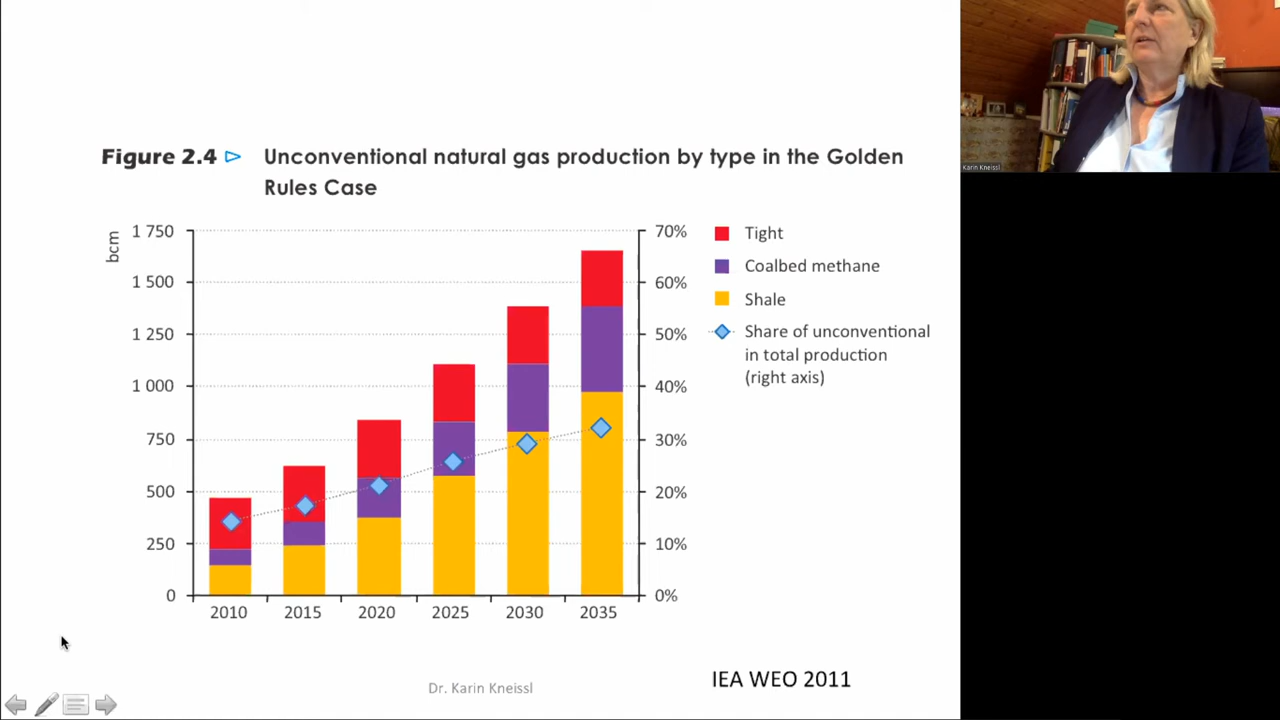 Figure 2.4 ▷ Unconventional natural gas production by type in the Golden
Rules Case
bcm
1 750
1 500
1 250
1 000
750
500
250
0
70%
60%
50%
40%
30%
20%
10%
0%
2010 2015 2020 2025 2030 2035
Tight
Coalbed methane
Shale
Share of unconventional
in total production
(right axis)
IEA WEO 2011
Dr. Karin Kneissl
Karin Kneissl